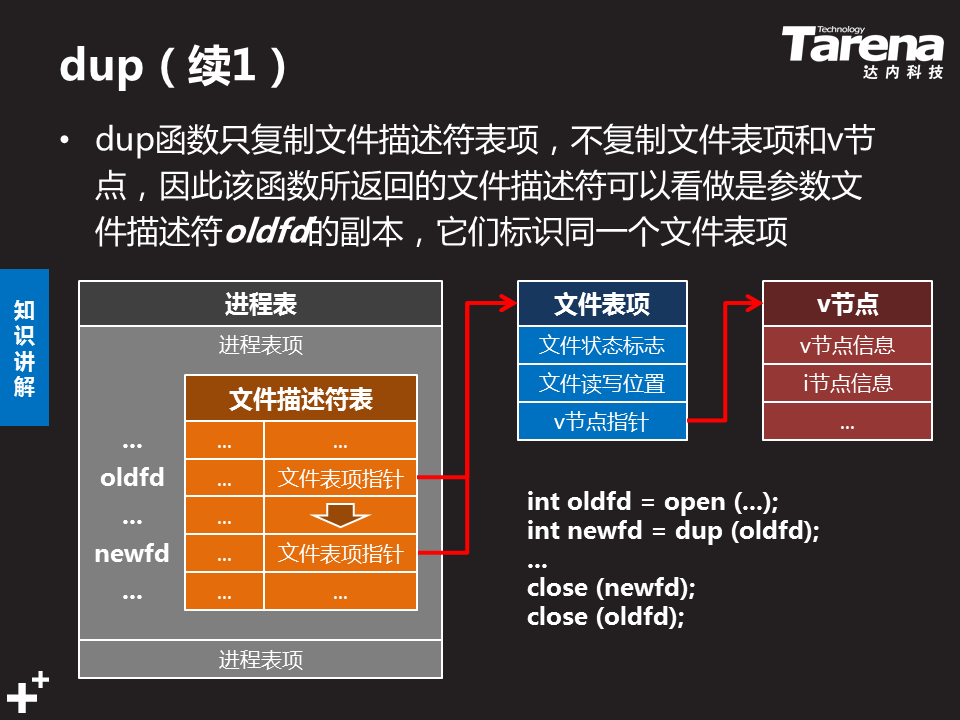 dup（续1）
Technology
Tarena
达内科技
• dup函数只复制文件描述符表项，不复制文件表项和v节
点，因此该函数所返回的文件描述符可以看做是参数文
件描述符oldfd的副本，它们标识同一个文件表项
知识讲解
进程表
进程表项
文件描述符表
... ... ...
oldfd ... 文件表项指针
... ...
newfd ... 文件表项指针
... ... ...
进程表项
文件表项
文件状态标志
文件读写位置
v节点指针
v节点
v节点信息
i节点信息
...
int oldfd = open (...);
int newfd = dup (oldfd);
...
close (newfd);
close (oldfd);